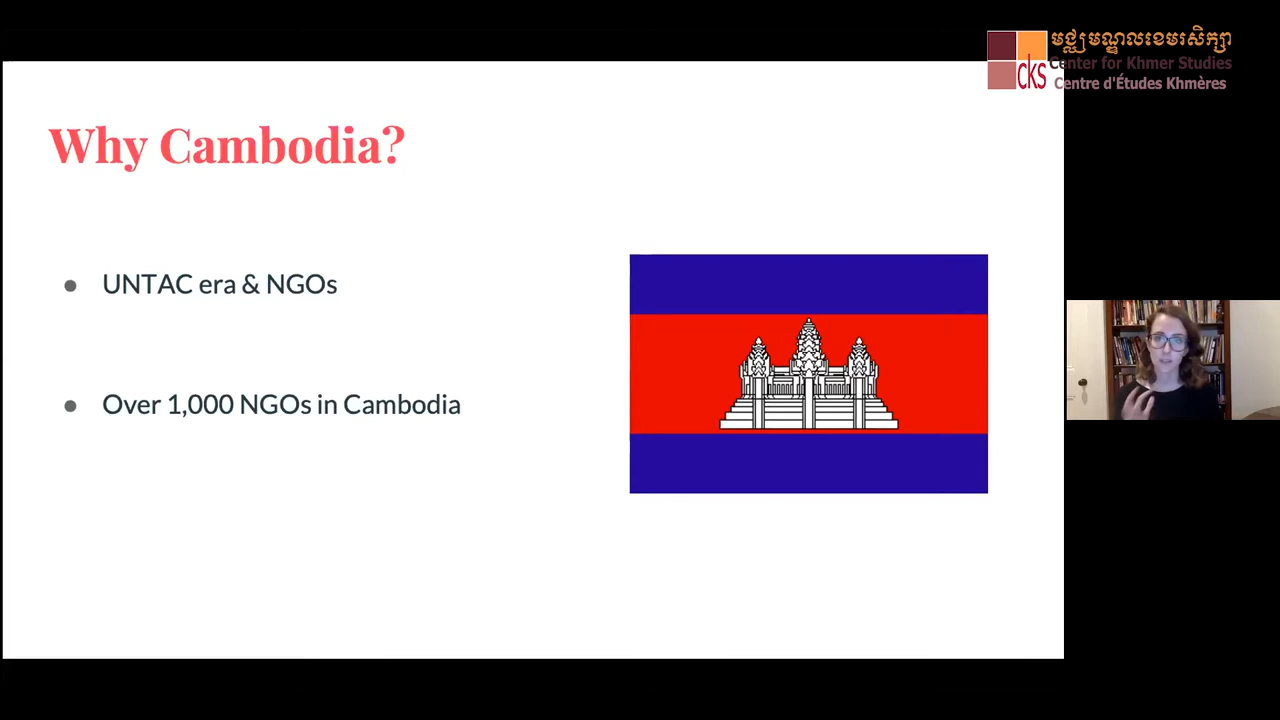 មជ្ឈមណ្ឌលខេមរសិក្សា
Center for Khmer Studies
Centre d'Études Khmères
CKS
Why Cambodia?
UNTAC era & NGOs
Over 1,000 NGOs in Cambodia